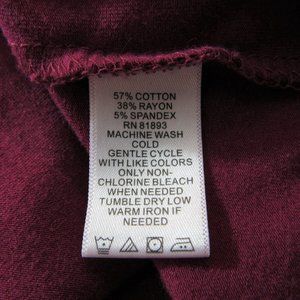 57% COTTON
38% RAYON
5% SPANDEX
RN 81893
MACHINE WASH
COLD
GENTLE CYCLE
WITH LIKE COLORS
ONLY NON-
CHLORINE BLEACH
WHEN NEEDED
TUMBLE DRY LOW
WARM IRON IF
NEEDED